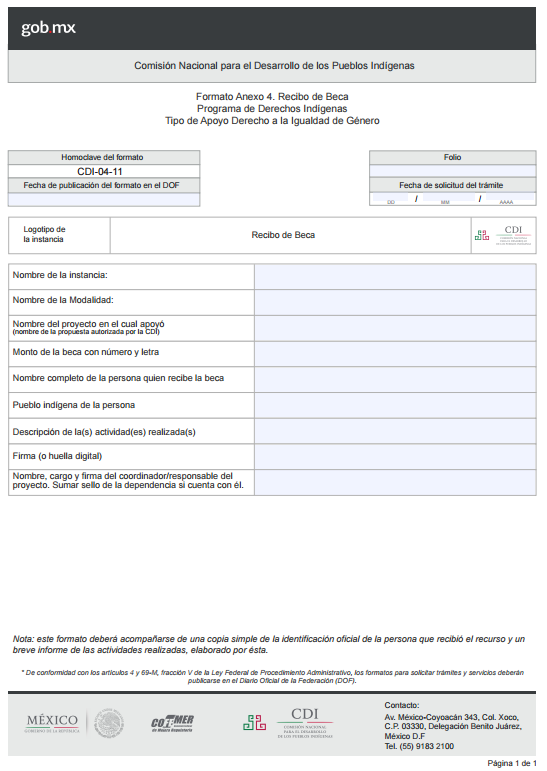 gob.mx
Comisión Nacional para el Desarrollo de los Pueblos Indígenas
Formato Anexo 4. Recibo de Beca
Programa de Derechos Indígenas
Tipo de Apoyo Derecho a la Igualdad de Género
Homoclave del formato
CDI-04-11
Fecha de publicación del formato en el DOF
Folio
Fecha de solicitud del trámite
/ /
DD MM AAAA
Logotipo de
la instancia
Recibo de Beca
CDI
COMISIÓN NACIONAL
PARA EL DESARROLLO
DE LOS PUEBLOS INDÍGENAS
Nombre de la instancia:
Nombre de la Modalidad:
Nombre del proyecto en el cual apoyó
(nombre de la propuesta autorizada por la CDI)
Monto de la beca con número y letra
Nombre completo de la persona quien recibe la beca
Pueblo indígena de la persona
Descripción de la(s) actividad(es) realizada(s)
Firma (o huella digital)
Nombre, cargo y firma del coordinador/responsable del
proyecto. Sumar sello de la dependencia si cuenta con él.
Nota: este formato deberá acompañarse de una copia simple de la identificación oficial de la persona que recibió el recurso y un
breve informe de las actividades realizadas, elaborado por ésta.
* De conformidad con los artículos 4 y 69-M, fracción V de la Ley Federal de Procedimiento Administrativo, los formatos para solicitar trámites y servicios deberán
publicarse en el Diario Oficial de la Federación (DOF).
MÉXICO
GOBIERNO DE LA REPÚBLICA
COFEMER
de Mejora Regulatoria
CDI
COMISIÓN NACIONAL
PARA EL DESARROLLO
DE LOS PUEBLOS INDÍGENAS
Contacto:
Av. México-Coyoacán 343, Col. Xoco,
C.P. 03330, Delegación Benito Juárez,
México D.F
Tel. (55) 9183 2100
Página 1 de 1